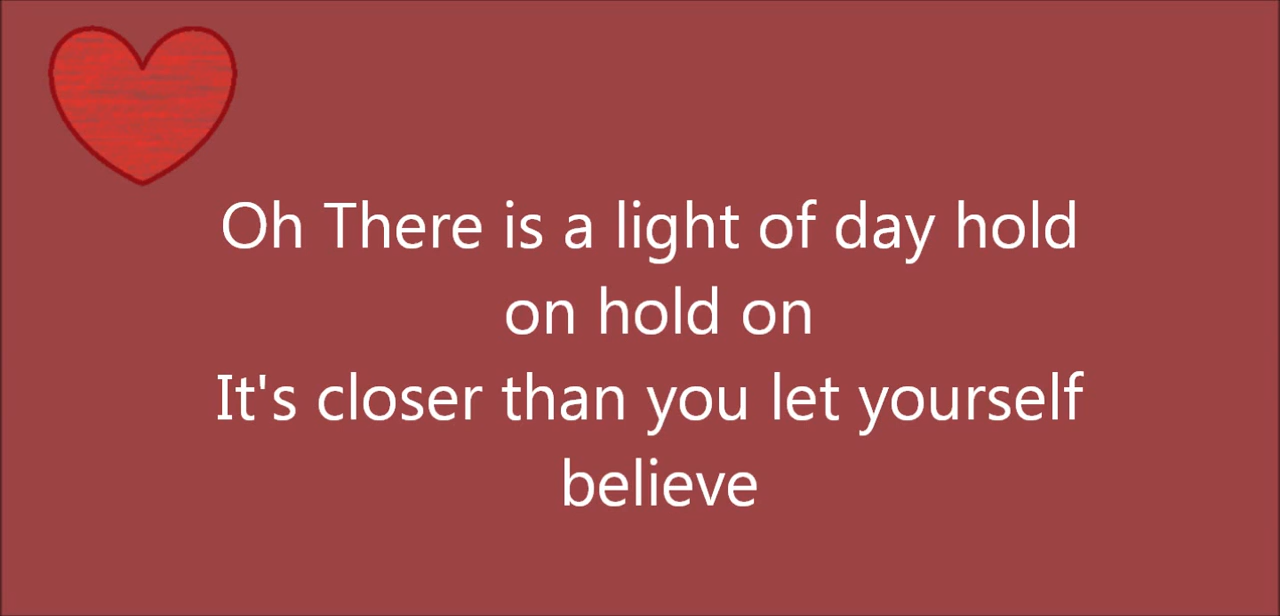 Oh There is a light of day hold
on hold on
It's closer than you let yourself
believe